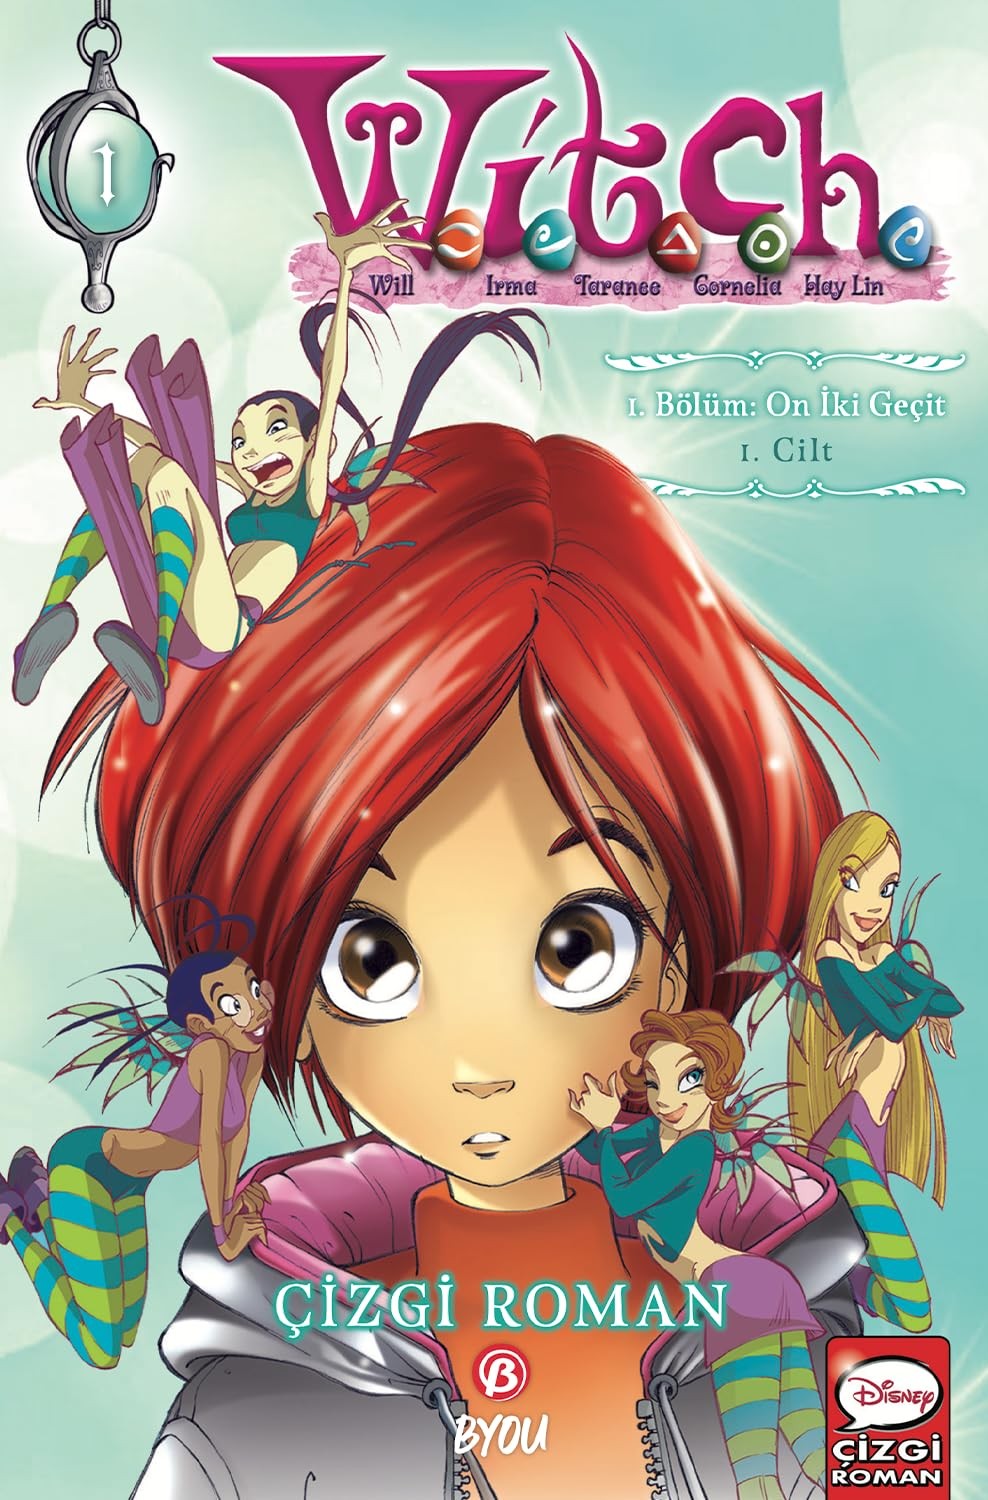 1
Witch
Will Irma Taranee Cornelia Hay Lin
1. Bölüm: On İki Geçit
1. Cilt
ÇİZGİ ROMAN
B
BYOU
DISNEY
ÇİZGİ
ROMAN